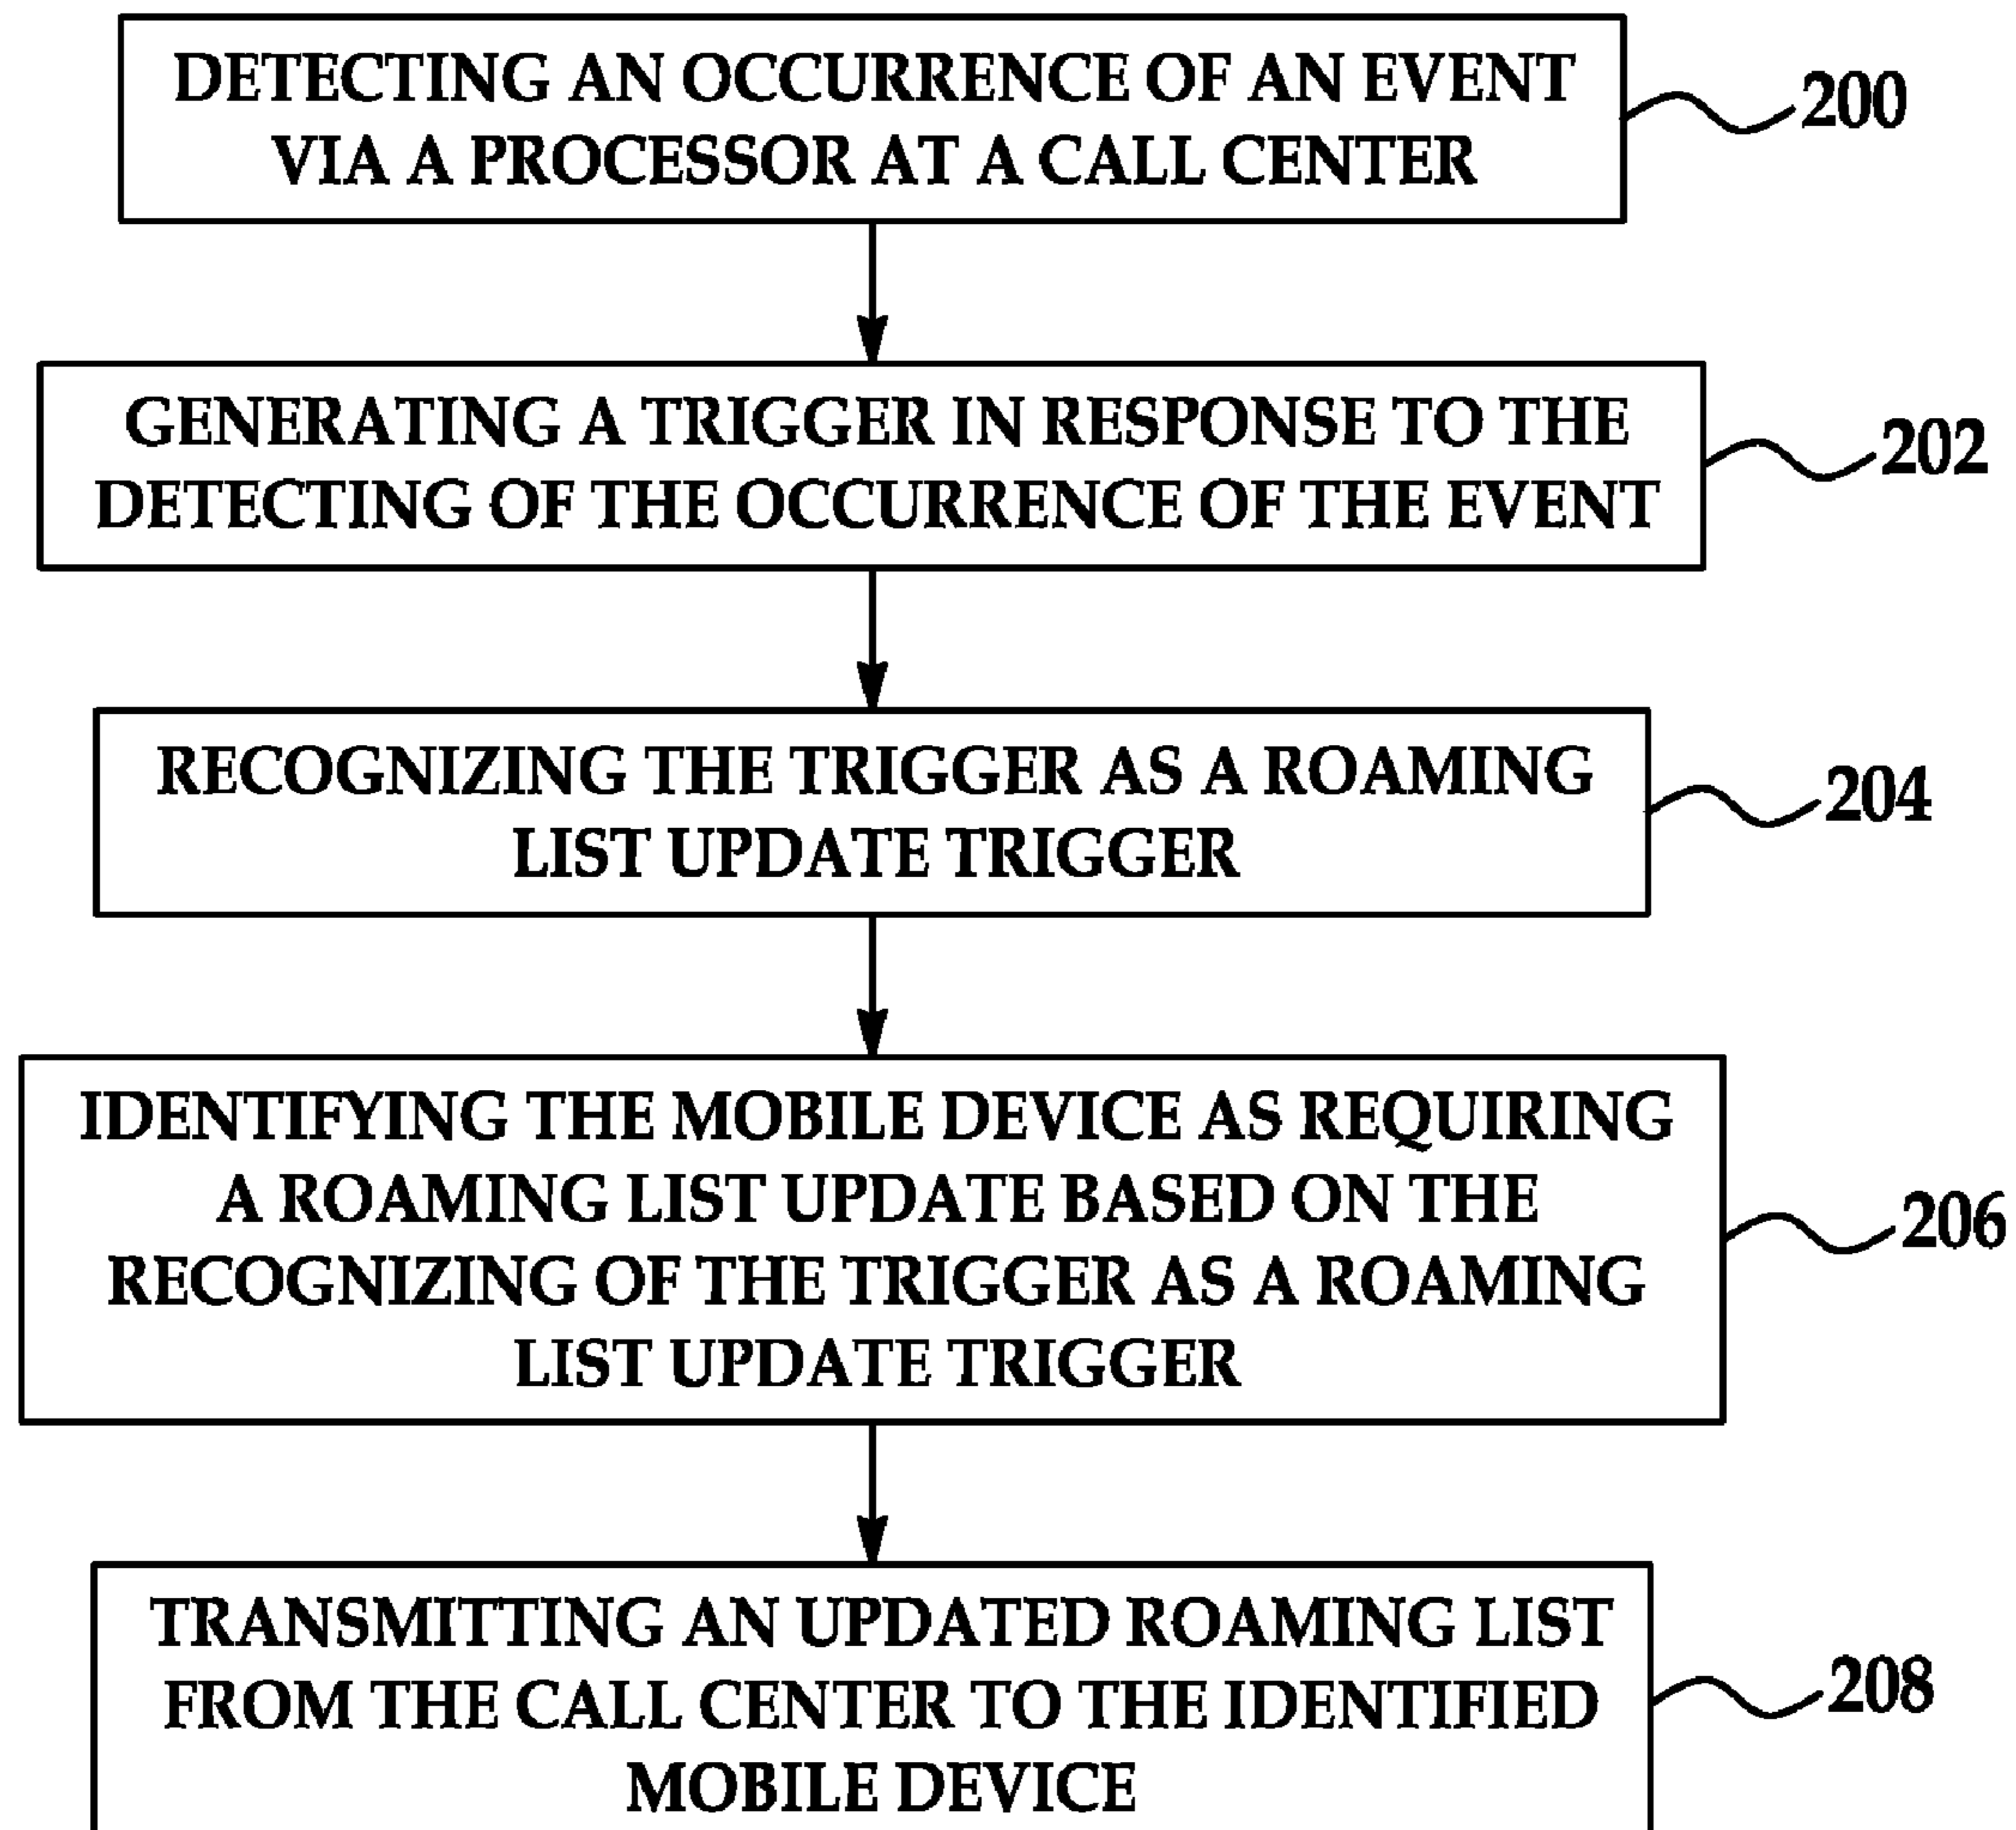 DETECTING AN OCCURRENCE OF AN EVENT
VIA A PROCESSOR AT A CALL CENTER
200
GENERATING A TRIGGER IN RESPONSE TO THE
DETECTING OF THE OCCURRENCE OF THE EVENT
202
RECOGNIZING THE TRIGGER AS A ROAMING
LIST UPDATE TRIGGER
204
IDENTIFYING THE MOBILE DEVICE AS REQUIRING
A ROAMING LIST UPDATE BASED ON THE
RECOGNIZING OF THE TRIGGER AS A ROAMING
LIST UPDATE TRIGGER
206
TRANSMITTING AN UPDATED ROAMING LIST
FROM THE CALL CENTER TO THE IDENTIFIED
MOBILE DEVICE
208